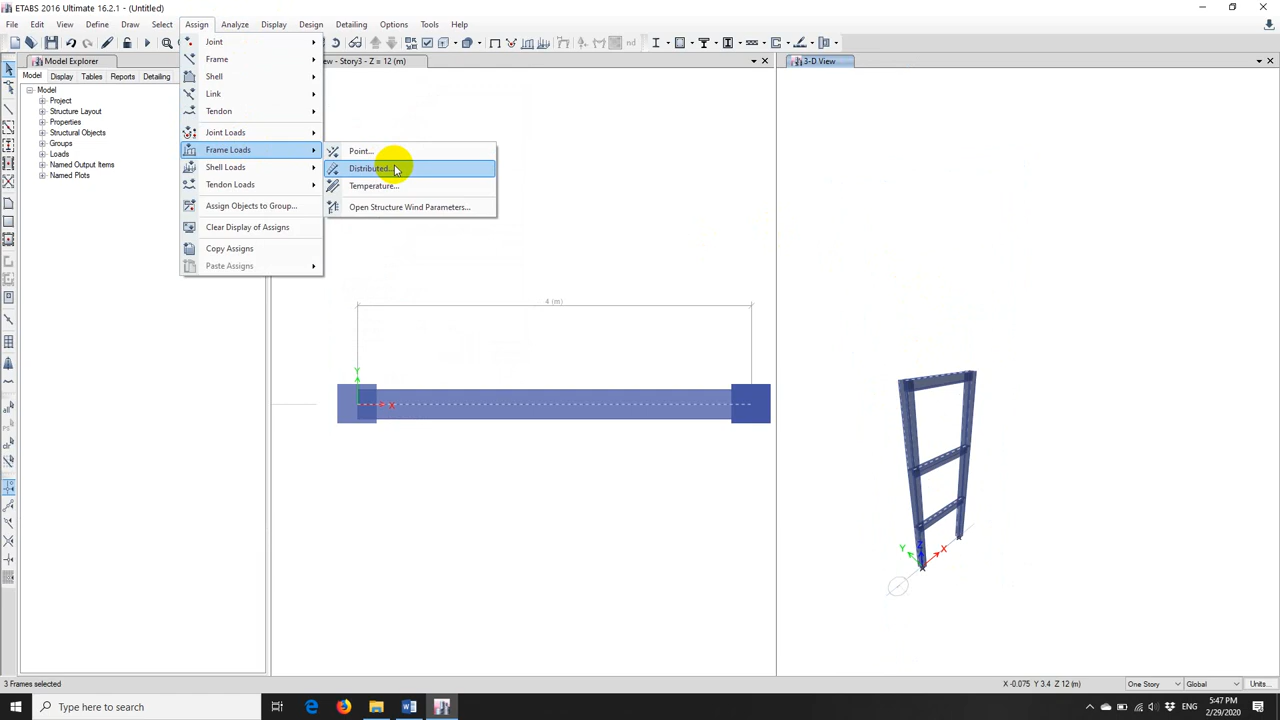 ETABS 2016 Ultimate 16.2.1 - (Untitled)
File Edit View Define Draw Select Assign Analyze Display Design Detailing Options Tools Help
nd
Model Explorer
Model Display Tables Reports Detailing
Model
Project
Structure Layout
Properties
Structural Objects
Groups
Loads
Named Output Items
Named Plots
Joint
Frame
Shell
Link
Tendon
Joint Loads
Frame Loads
Shell Loads
Tendon Loads
Assign Objects to Group...
Clear Display of Assigns
Copy Assigns
Paste Assigns
Point...
Distributed...
Temperature...
Open Structure Wind Parameters...
ew - Story3 - Z = 12 (m)
4 (m)
Y
X
3-D View
Y Z X
3 Frames selected
X -0.075 Y 3.4 Z 12 (m)
One Story
Global
Units...
Type here to search
ENG
5:47 PM
2/29/2020